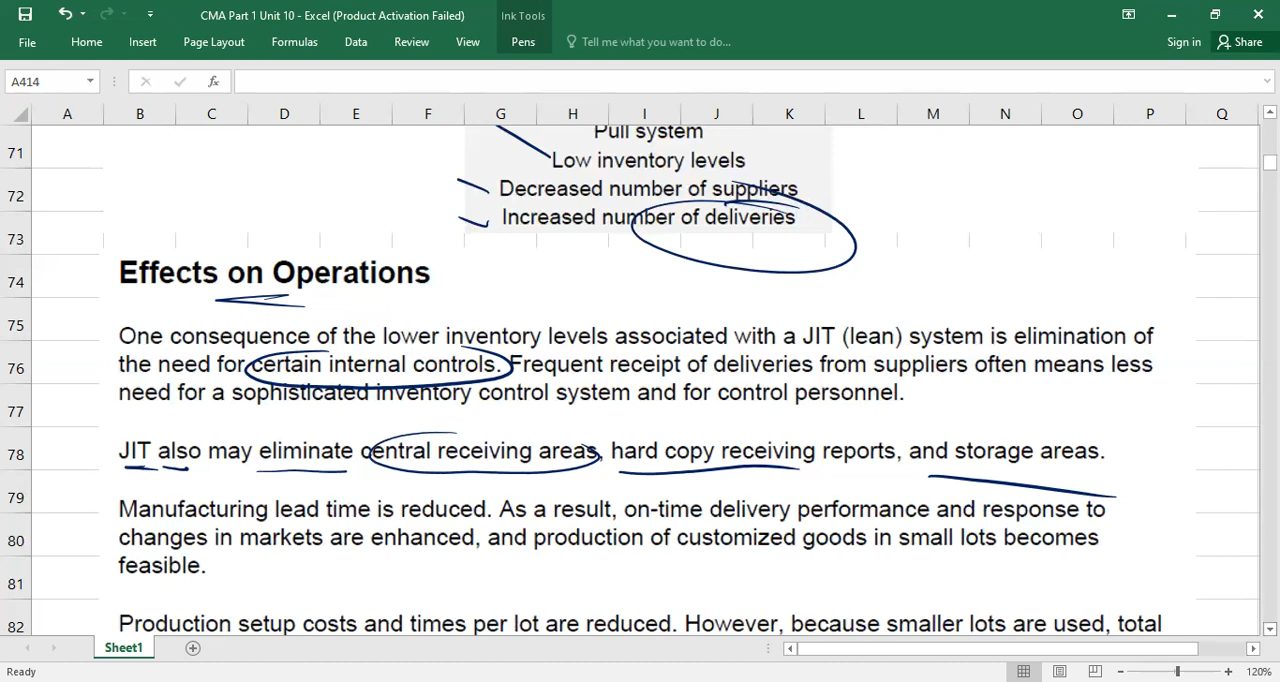 CMA Part 1 Unit 10 - Excel (Product Activation Failed)
Ink Tools
File
Home
Insert
Page Layout
Formulas
Data
Review
View
Pens
Tell me what you want to do...
Sign in
Share
A414
fx
A B C D E F G H I J K L M N O P Q
71
72
73
74
75
76
77
78
79
80
81
82
Pull system
Low inventory levels
Decreased number of suppliers
Increased number of deliveries
Effects on Operations
One consequence of the lower inventory levels associated with a JIT (lean) system is elimination of
the need for certain internal controls. Frequent receipt of deliveries from suppliers often means less
need for a sophisticated inventory control system and for control personnel.
JIT also may eliminate central receiving areas, hard copy receiving reports, and storage areas.
Manufacturing lead time is reduced. As a result, on-time delivery performance and response to
changes in markets are enhanced, and production of customized goods in small lots becomes
feasible.
Production setup costs and times per lot are reduced. However, because smaller lots are used, total
Sheet1
Ready
120%